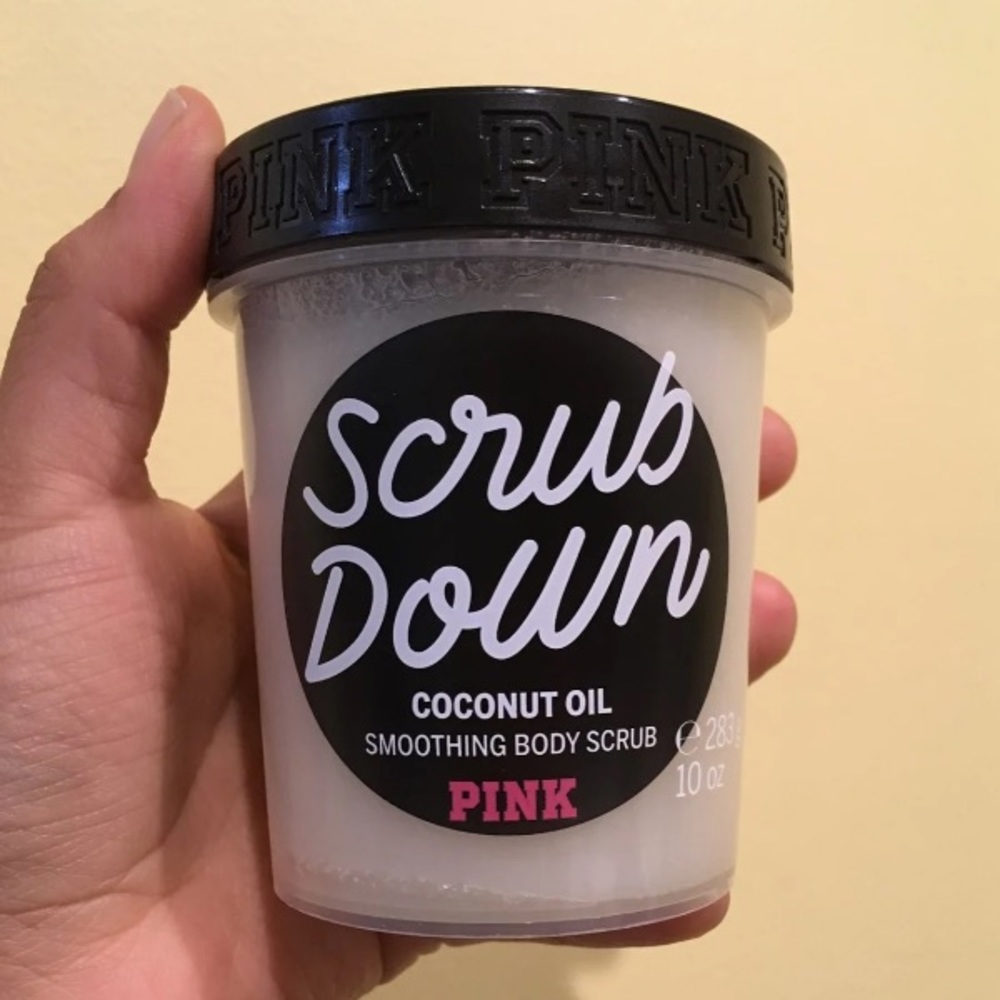 PINK PINK P
Scrub
Down
COCONUT OIL
SMOOTHING BODY SCRUB
PINK
℮ 283 g
10 oz